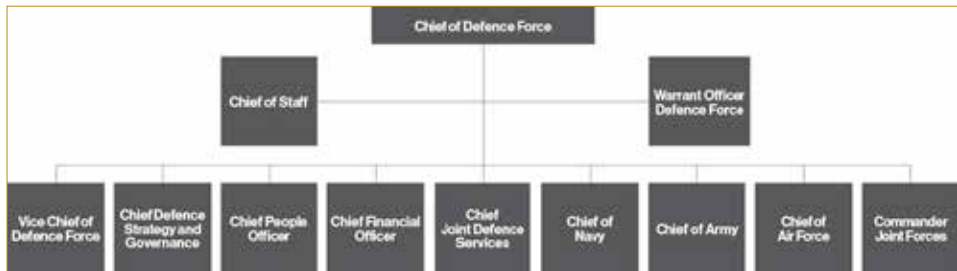 Chief of Defence Force
Chief of Staff
Warrant Officer
Defence Force
Vice Chief of
Defence Force
Chief Defence
Strategy and
Governance
Chief People
Officer
Chief Financial
Officer
Chief
Joint Defence
Services
Chief of
Navy
Chief of Army
Chief of
Air Force
Commander
Joint Forces